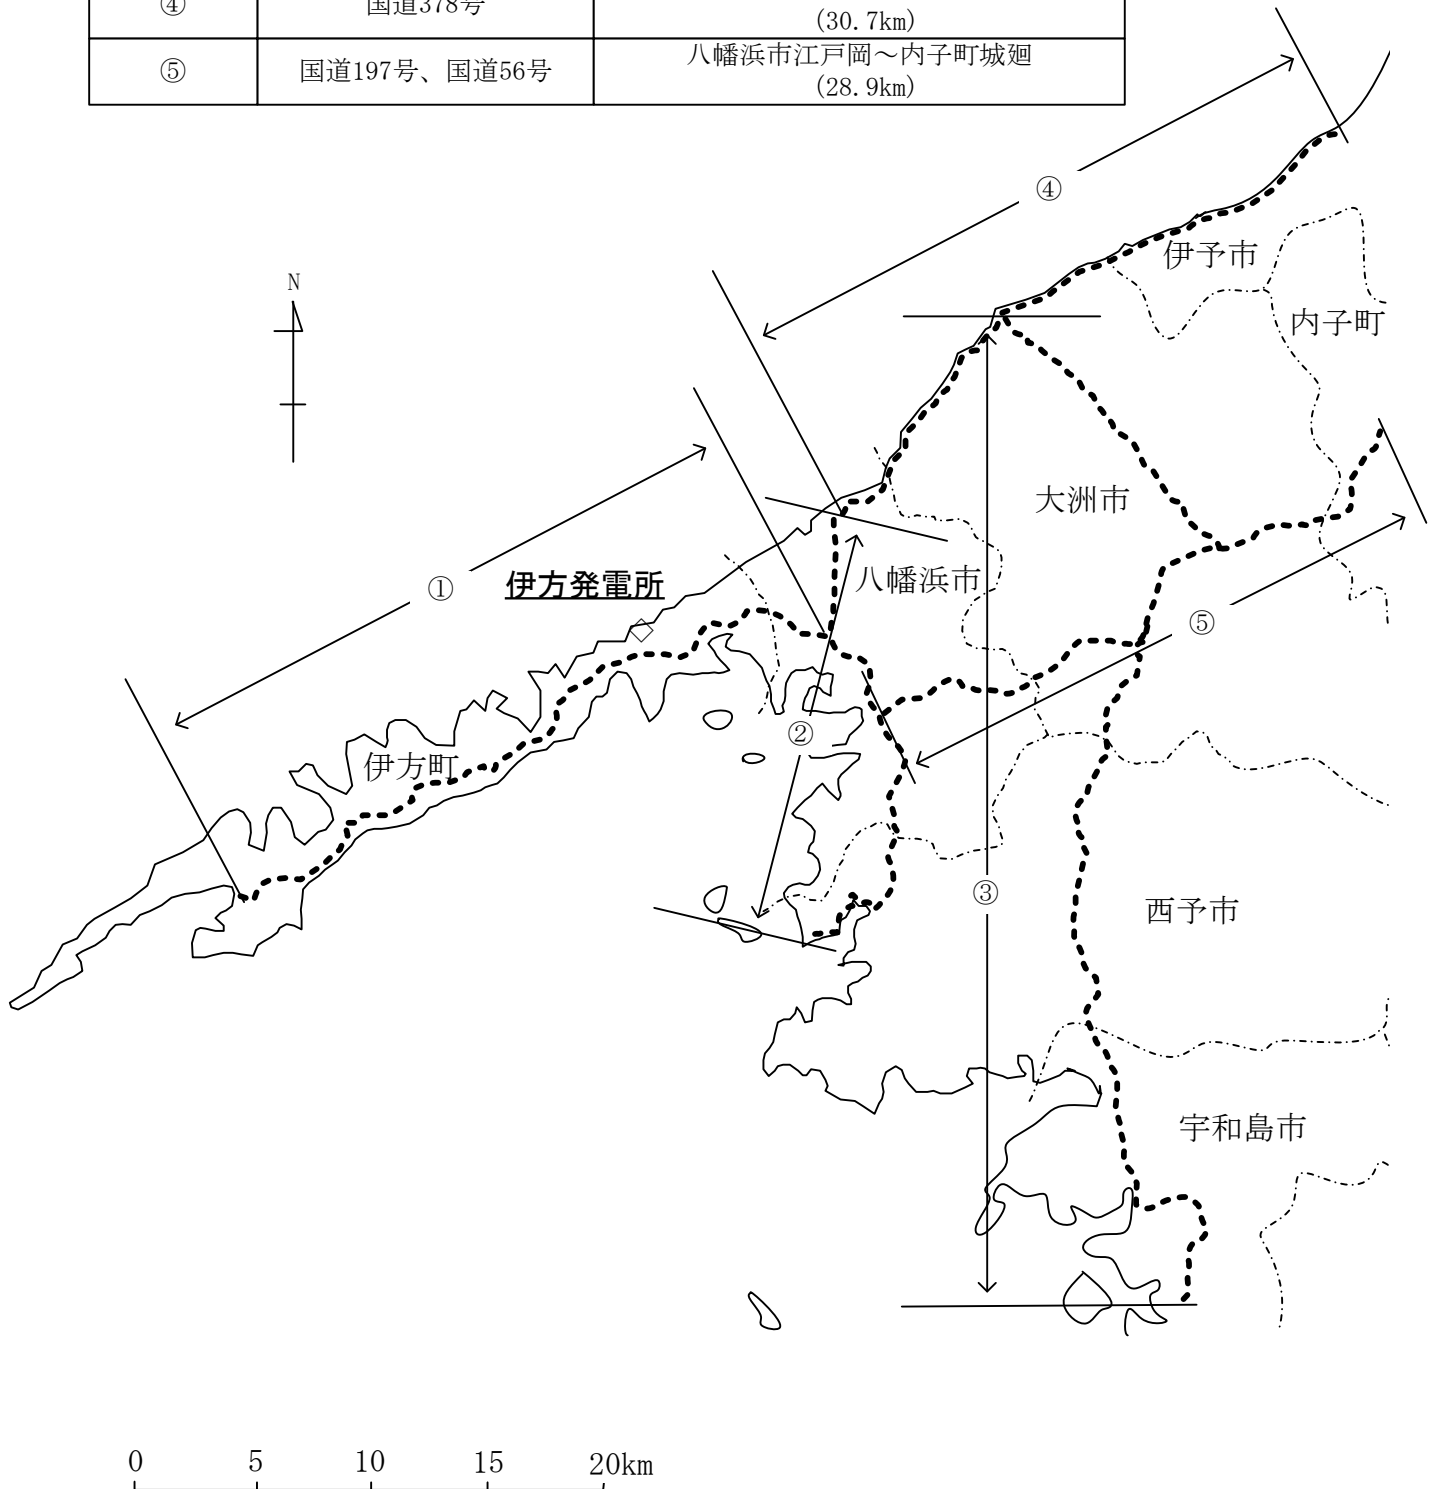 ④ 国道378号
(30.7km)
⑤ 国道197号、国道56号 八幡浜市江戸岡～内子町城廻
(28.9km)
④
伊予市
N
内子町
大洲市
① 伊方発電所 八幡浜市
⑤
②
伊方町
③
西予市
宇和島市
0 5 10 15 20km